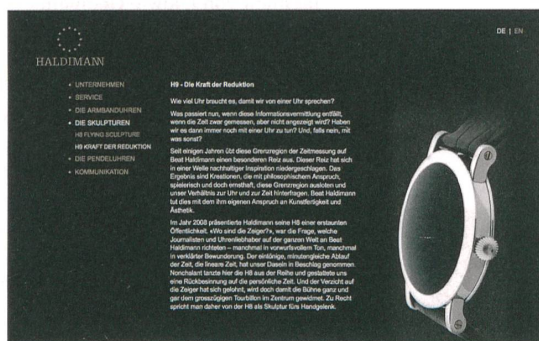 HALDIMANN
DE | EN
UNTERNEHMEN
SERVICE
DIE ARMBANDUHREN
DIE SKULPTUREN
H8 FLYING SCULPTURE
H9 KRAFT DER REDUKTION
DIE PENDELUHREN
KOMMUNIKATION
H9 - Die Kraft der Reduktion
Wie viel Uhr braucht es, damit wir von einer Uhr sprechen?
Was passiert nun, wenn diese Informationsvermittlung entfällt,
wenn die Zeit zwar gemessen, aber nicht angezeigt wird? Haben
wir es dann immer noch mit einer Uhr zu tun? Und, falls nein, mit
was sonst?
Seit einigen Jahren übt diese Grenzregion der Zeitmessung auf
Beat Haldimann einen besonderen Reiz aus. Dieser Reiz hat sich
in einer Welle nachhaltiger Inspiration niedergeschlagen. Das
Ergebnis sind Kreationen, die mit philosophischem Anspruch,
spielerisch und doch ernsthaft, diese Grenzregion ausloten und
unser Verhältnis zur Uhr und zur Zeit hinterfragen. Beat Haldimann
tut dies mit dem ihm eigenen Anspruch an Kunstfertigkeit und
Ästhetik.
Im Jahr 2008 präsentierte Haldimann seine H8 einer erstaunten
Öffentlichkeit. «Wo sind die Zeiger?», war die Frage, welche
Journalisten und Uhrenliebhaber auf der ganzen Welt an Beat
Haldimann richteten – manchmal in vorwurfsvollem Ton, manchmal
in verklärter Bewunderung. Der eintönige, minutengleiche Ablauf
der Zeit, die lineare Zeit, hat unser Dasein in Beschlag genommen.
Nonchalant tanzte hier die H8 aus der Reihe und gestattete uns
eine Rückbesinnung auf die persönliche Zeit. Und der Verzicht auf
die Zeiger hat sich gelohnt, wird doch damit die Bühne ganz und
gar dem grosszügigen Tourbillon im Zentrum gewidmet. Zu Recht
spricht man daher von der H8 als Skulptur fürs Handgelenk.